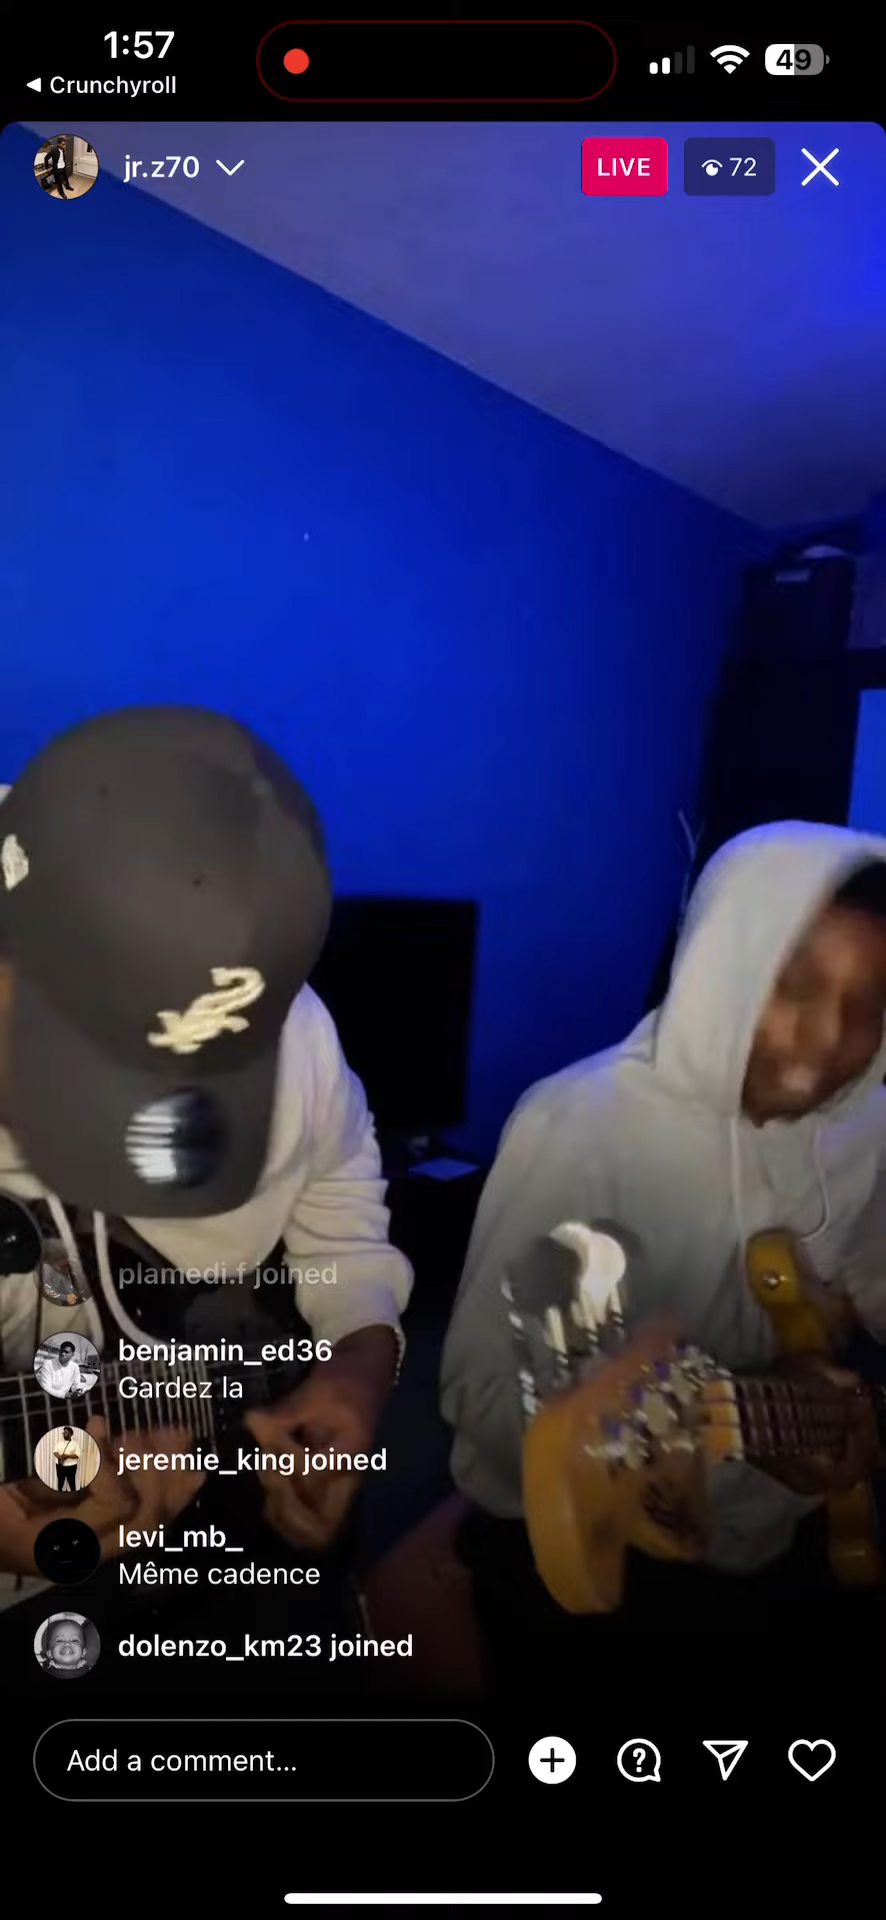 1:57
◀ Crunchyroll
49
jr.z70
LIVE
72
plamedi.f joined
benjamin_ed36
Gardez la
jeremie_king joined
levi_mb_
Même cadence
dolenzo_km23 joined
Add a comment...